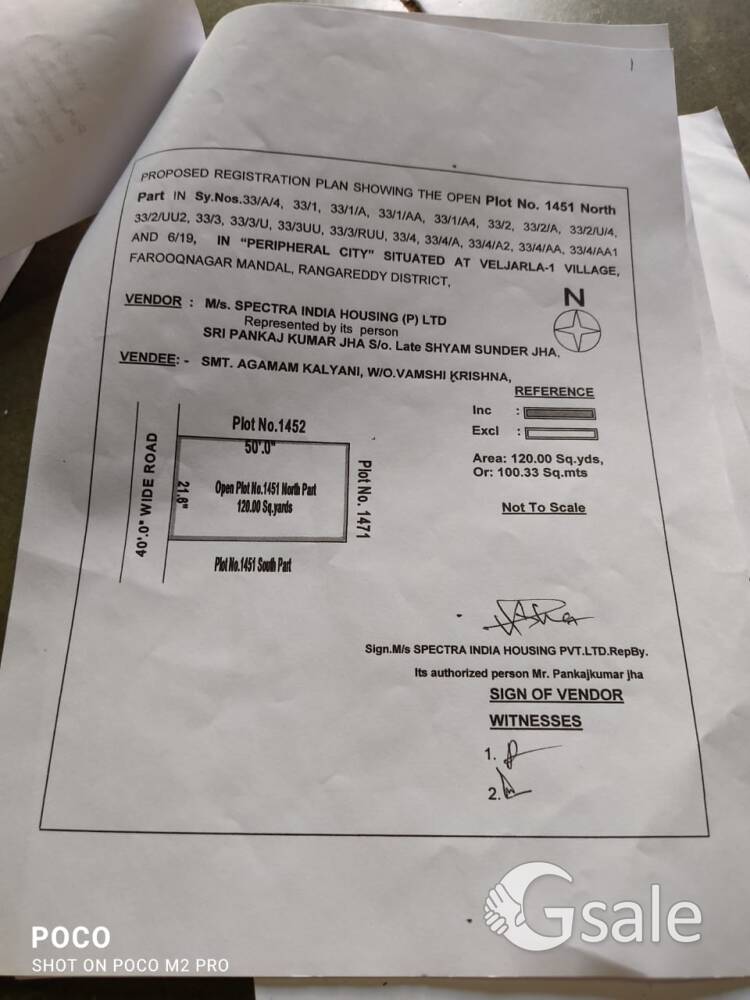 PROPOSED REGISTRATION PLAN SHOWING THE OPEN Plot No. 1451 North
Part IN Sy.Nos.33/A/4, 33/1, 33/1/A, 33/1/AA, 33/1/A4, 33/2, 33/2/A, 33/2/U/4,
33/2/UU2, 33/3, 33/3/U, 33/3UU, 33/3/RUU, 33/4, 33/4/A, 33/4/A2, 33/4/AA, 33/4/AA1
AND 6/19, IN "PERIPHERAL CITY" SITUATED AT VELJARLA-1 VILLAGE,
FAROOQNAGAR MANDAL, RANGAREDDY DISTRICT,
VENDOR : M/s. SPECTRA INDIA HOUSING (P) LTD
Represented by its person
SRI PANKAJ KUMAR JHA S/o. Late SHYAM SUNDER JHA.
VENDEE: - SMT. AGAMAM KALYANI, W/O.VAMSHI KRISHNA,
N
REFERENCE
Inc :
Excl :
Area: 120.00 Sq.yds,
Or: 100.33 Sq.mts
Not To Scale
Plot No.1452
50'.0"
40'.0" WIDE ROAD
21.8"
Open Plot No.1451 North Part
120.00 Sq.yards
Plot No. 1471
Plot No.1451 South Part
Sign.M/s SPECTRA INDIA HOUSING PVT.LTD.RepBy.
Its authorized person Mr. Pankajkumar jha
SIGN OF VENDOR
WITNESSES
1.
2.
Gsale
POCO
SHOT ON POCO M2 PRO